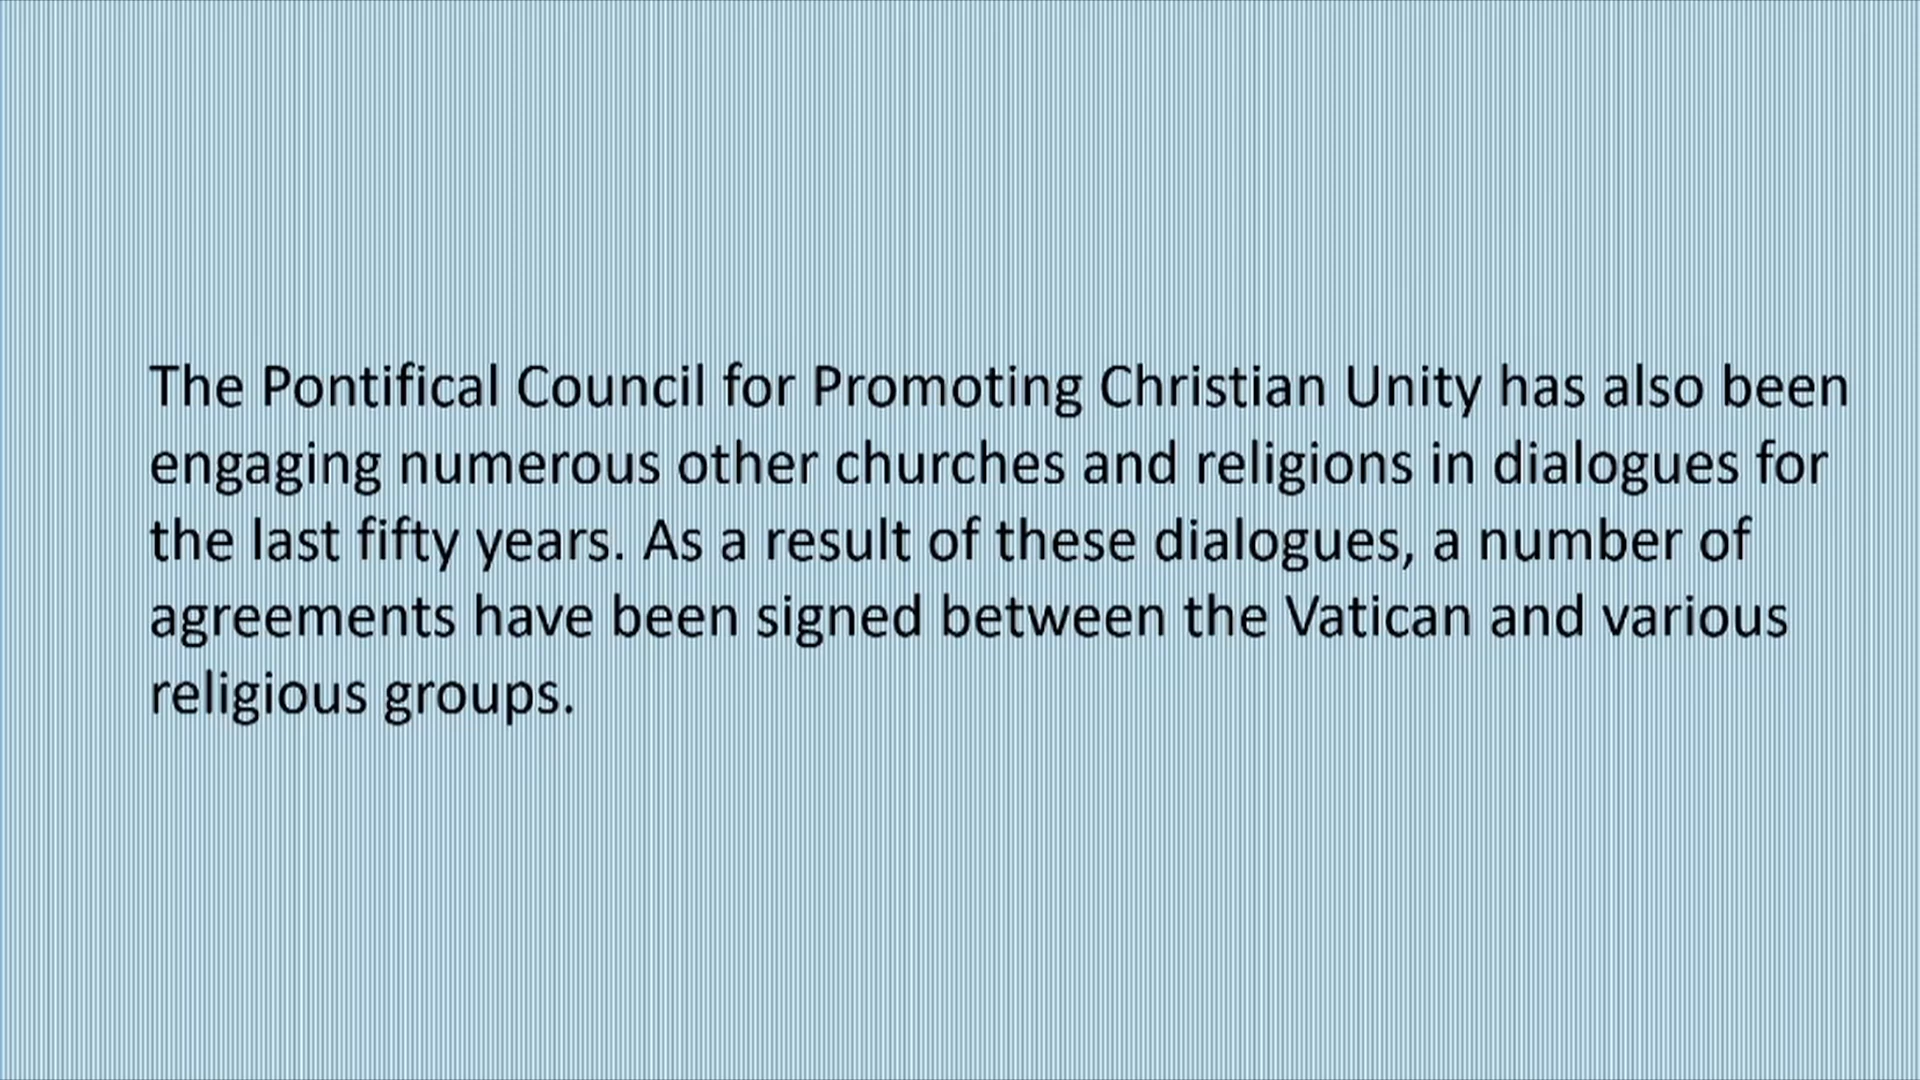 The Pontifical Council for Promoting Christian Unity has also been
engaging numerous other churches and religions in dialogues for
the last fifty years. As a result of these dialogues, a number of
agreements have been signed between the Vatican and various
religious groups.